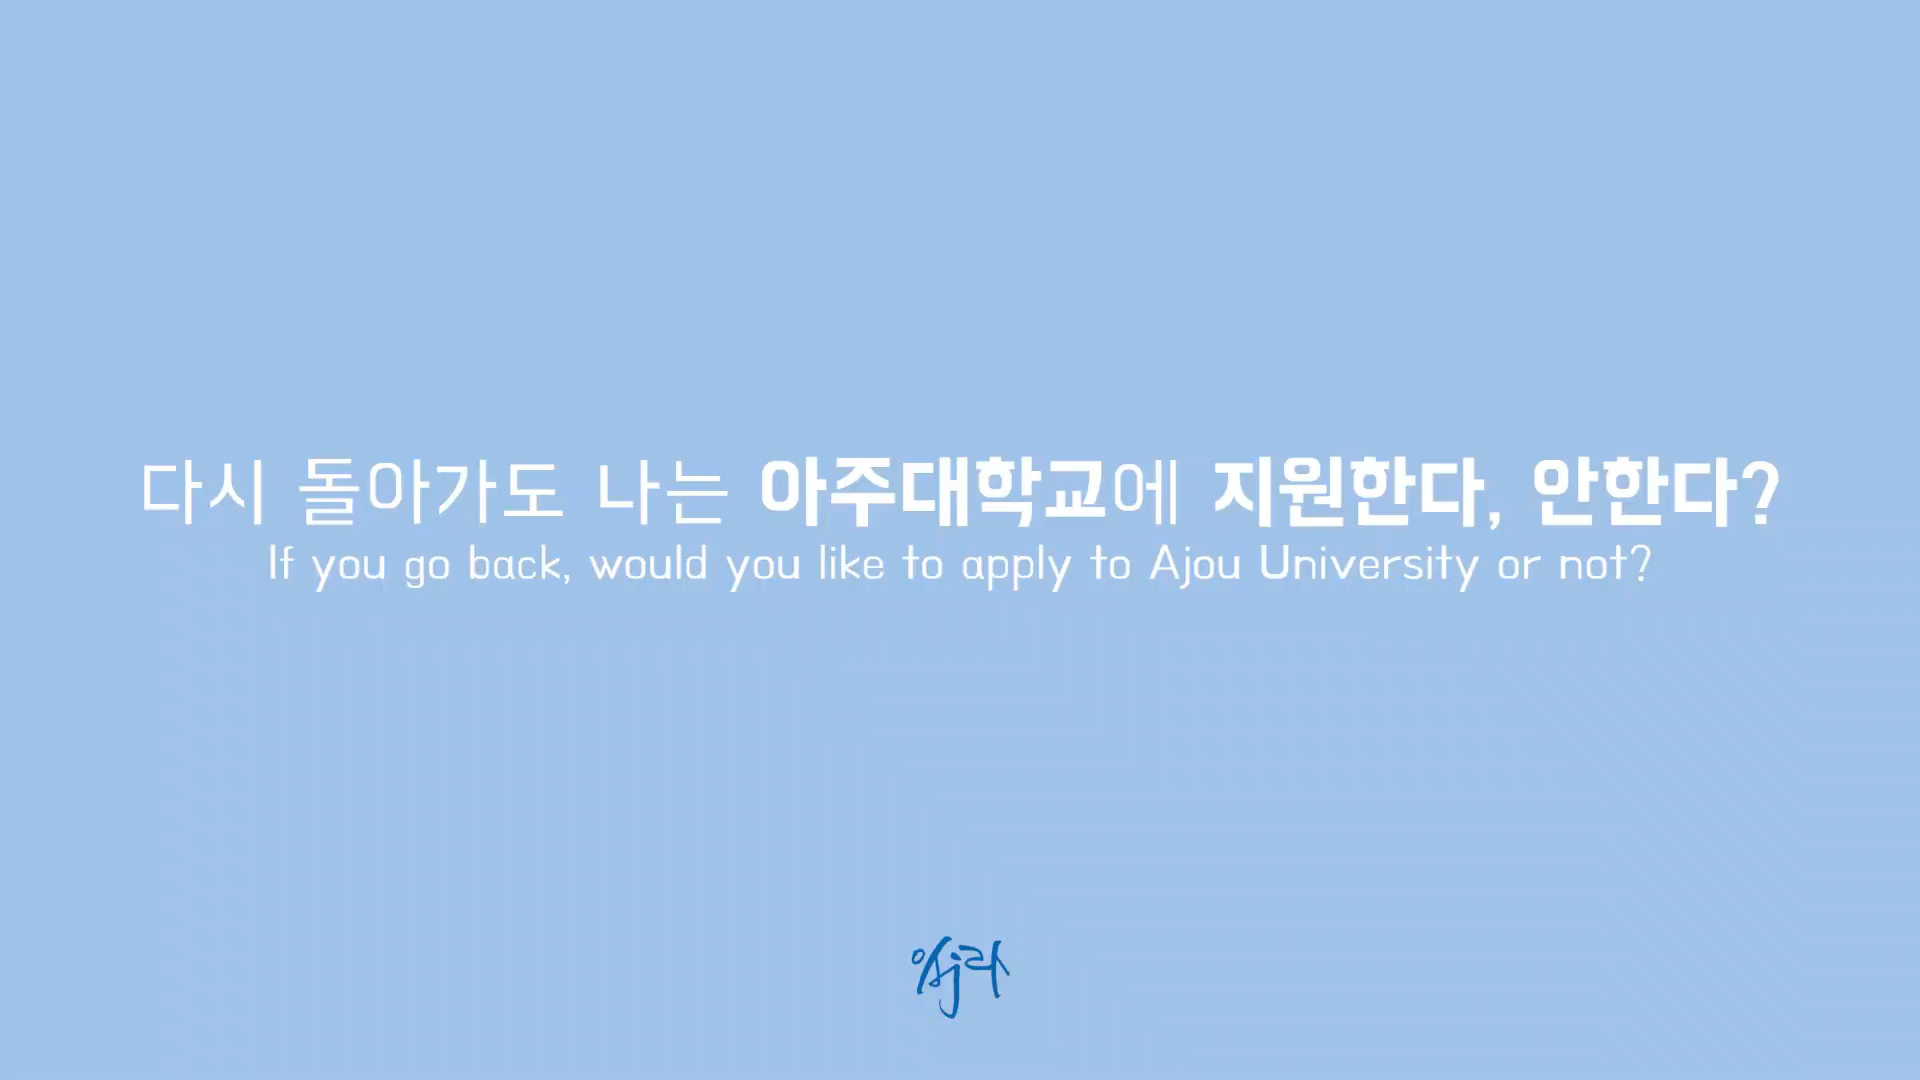 다시 돌아가도 나는 아주대학교에 지원한다, 안한다?
If you go back, would you like to apply to Ajou University or not?